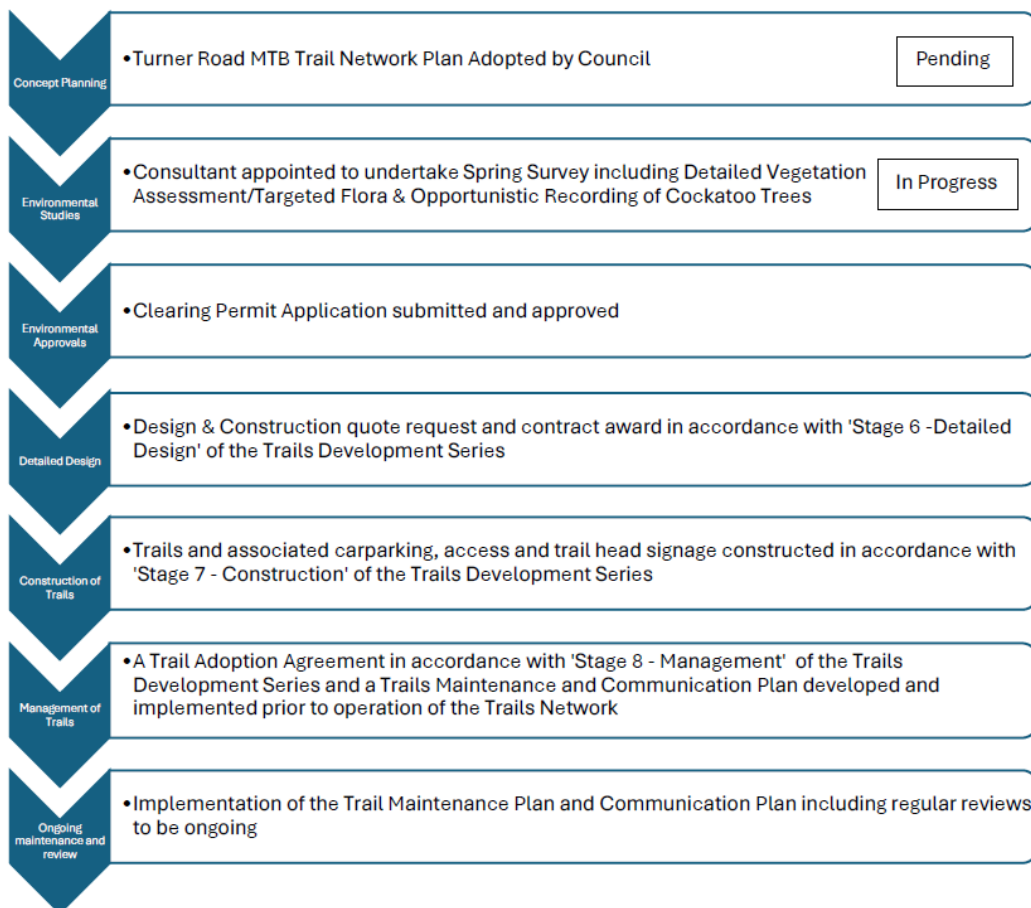 Concept Planning
•Turner Road MTB Trail Network Plan Adopted by Council
Pending
Environmental
Studies
•Consultant appointed to undertake Spring Survey including Detailed Vegetation
Assessment/Targeted Flora & Opportunistic Recording of Cockatoo Trees
In Progress
Environmental
Approvals
•Clearing Permit Application submitted and approved
Detailed Design
•Design & Construction quote request and contract award in accordance with 'Stage 6 -Detailed
Design' of the Trails Development Series
Construction of
Trails
•Trails and associated carparking, access and trail head signage constructed in accordance with
'Stage 7 - Construction' of the Trails Development Series
Management of
Trails
•A Trail Adoption Agreement in accordance with 'Stage 8 - Management' of the Trails
Development Series and a Trails Maintenance and Communication Plan developed and
implemented prior to operation of the Trails Network
Ongoing
maintenance and
review
•Implementation of the Trail Maintenance Plan and Communication Plan including regular reviews
to be ongoing